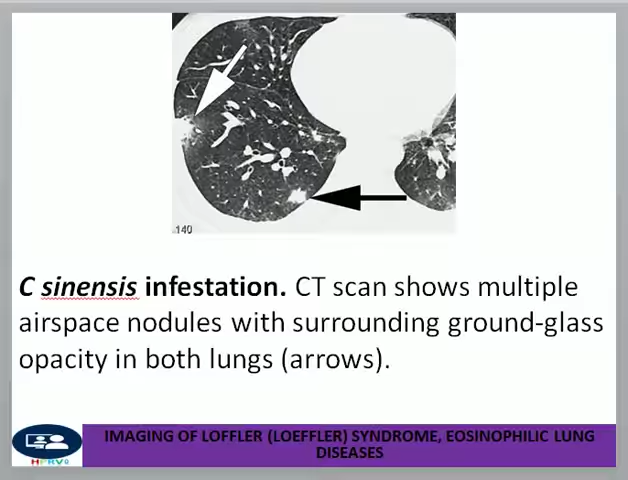 140
C sinensis infestation. CT scan shows multiple
airspace nodules with surrounding ground-glass
opacity in both lungs (arrows).
IMAGING OF LOFFLER (LOEFFLER) SYNDROME, EOSINOPHILIC LUNG
DISEASES